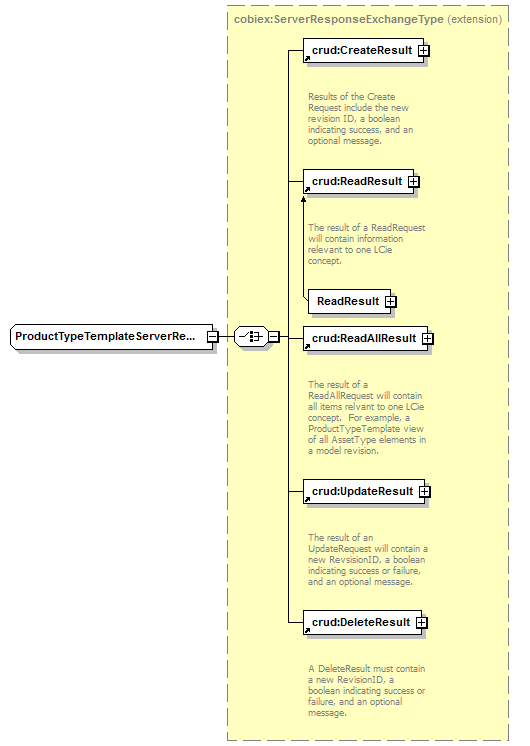 cobiex:ServerResponseExchangeType (extension)
crud:CreateResult
Results of the Create
Request include the new
revision ID, a boolean
indicating success, and an
optional message.
crud:ReadResult
The result of a ReadRequest
will contain information
relevant to one LCie
concept.
ReadResult
ProductTypeTemplateServerRe...
crud:ReadAllResult
The result of a
ReadAllRequest will contain
all items relvant to one LCie
concept.  For example, a
ProductTypeTemplate view
of all AssetType elements in
a model revision.
crud:UpdateResult
The result of an
UpdateRequest will contain a
new RevsisionID, a boolean
indicating success or failure,
and an optional message.
crud:DeleteResult
A DeleteResult must contain
a new RevisionID, a
boolean indicating success or
failure, and an optional
message.